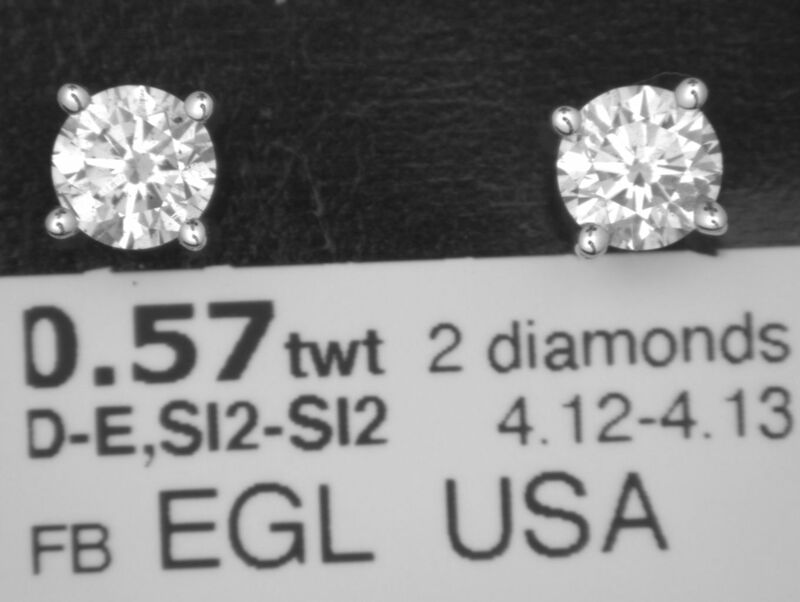 0.57 twt 2 diamonds
D-E,SI2-SI2 4.12-4.13
FB EGL USA